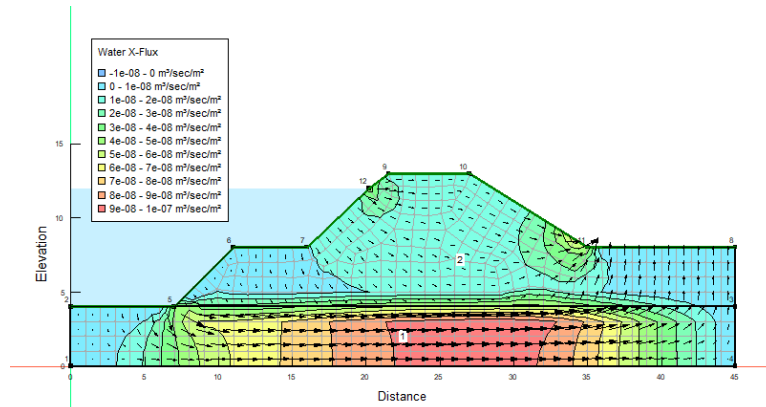 Water X-Flux
-1e-08 - 0 m³/sec/m²
0 - 1e-08 m³/sec/m²
1e-08 - 2e-08 m³/sec/m²
2e-08 - 3e-08 m³/sec/m²
3e-08 - 4e-08 m³/sec/m²
4e-08 - 5e-08 m³/sec/m²
5e-08 - 6e-08 m³/sec/m²
6e-08 - 7e-08 m³/sec/m²
7e-08 - 8e-08 m³/sec/m²
8e-08 - 9e-08 m³/sec/m²
9e-08 - 1e-07 m³/sec/m²
15
9 10
12
10
6 7 11 8
Elevation
2
5
2 5 3
1
1 4
0
0 5 10 15 20 25 30 35 40 45
Distance